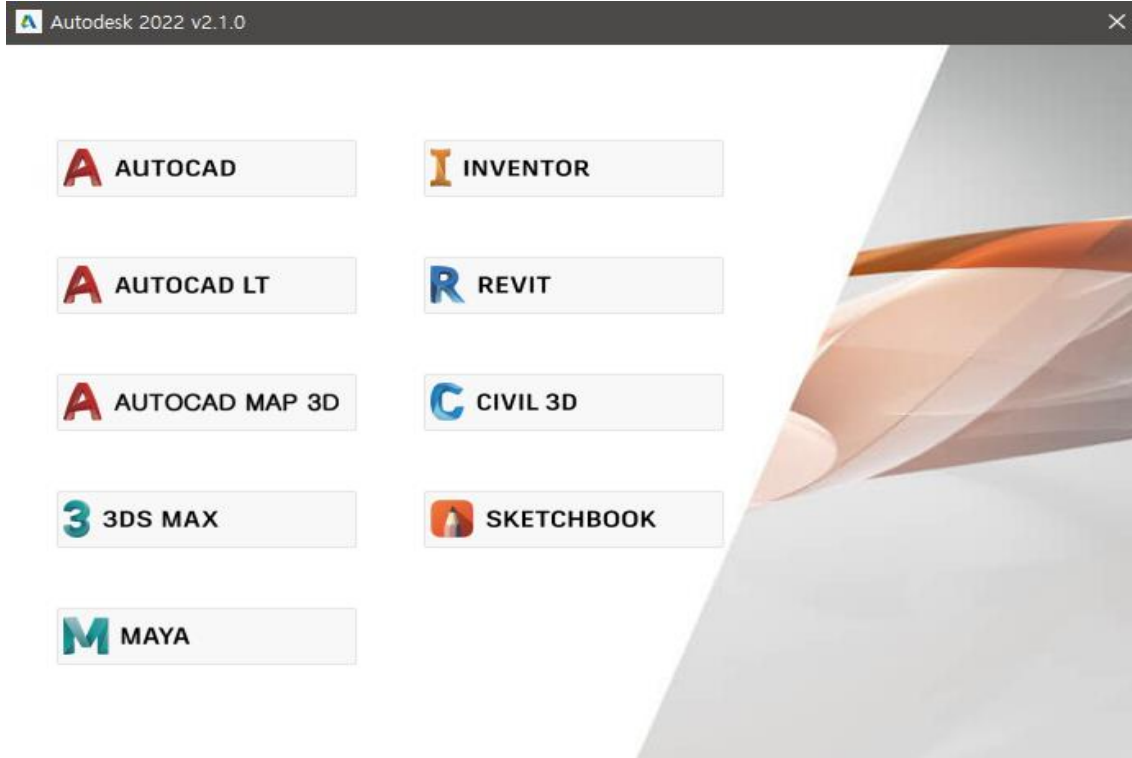 Autodesk 2022 v2.1.0
AUTOCAD
INVENTOR
AUTOCAD LT
REVIT
AUTOCAD MAP 3D
CIVIL 3D
3DS MAX
SKETCHBOOK
MAYA